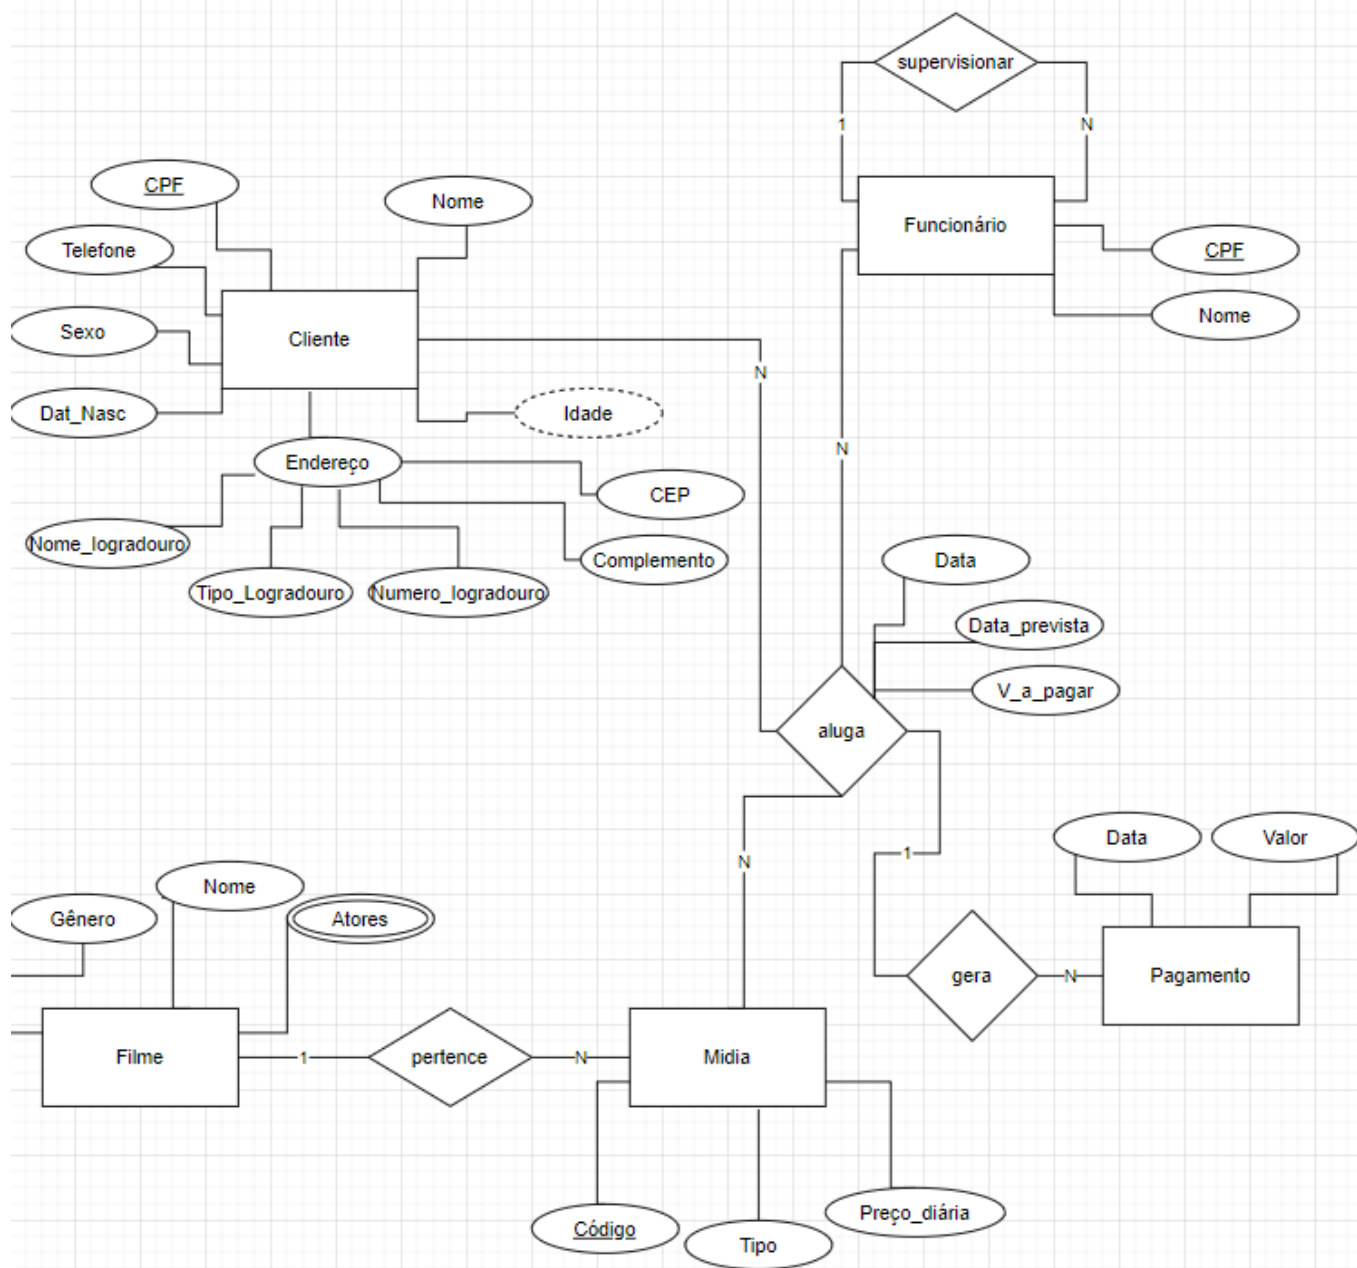 supervisionar
1
N
CPF
Nome
Funcionário
Telefone
CPF
Sexo
Cliente
Nome
N
Dat_Nasc
Idade
N
Endereço
CEP
Nome_logradouro
Complemento
Data
Tipo_Logradouro
Numero_logradouro
Data_prevista
V_a_pagar
aluga
Data
Valor
1
N
Nome
Gênero
Atores
gera
N
Pagamento
Filme
1
pertence
N
Midia
Preço_diária
Código
Tipo